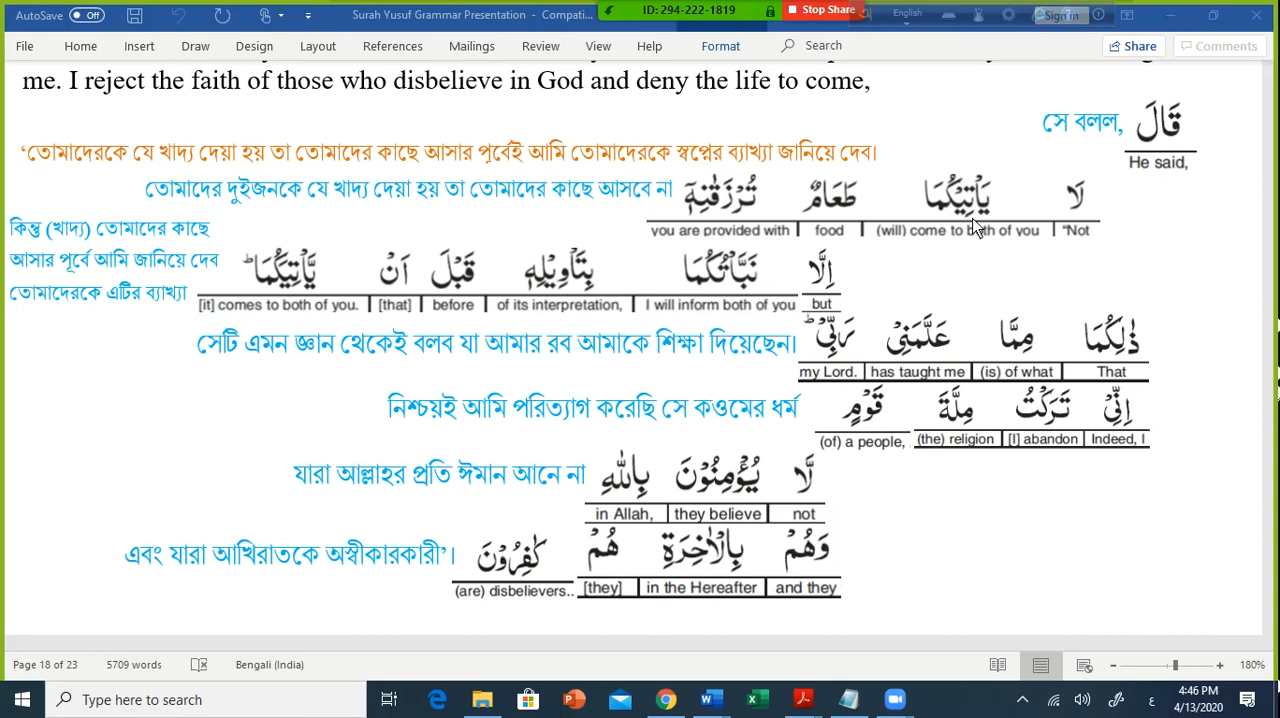 AutoSave Off Surah Yusuf Grammar Presentation - Compati... ID: 294-222-1819 Stop Share English Sign in
File Home Insert Draw Design Layout References Mailings Review View Help Format Search Share Comments
me. I reject the faith of those who disbelieve in God and deny the life to come,
সে বলল, قَالَ
He said,
‘তোমাদেরকে যে খাদ্য দেয়া হয় তা তোমাদের কাছে আসার পূর্বেই আমি তোমাদেরকে স্বপ্নের ব্যাখ্যা জানিয়ে দেব।
তোমাদের দুইজনকে যে খাদ্য দেয়া হয় তা তোমাদের কাছে আসবে না
لَا يَاۡتِيۡكُمَا طَعَامٌ تُرۡزَقٰنِهٖۤ
you are provided with food (will) come to both of you “Not
কিন্তু (খাদ্য) তোমাদের কাছে
আসার পূর্বে আমি জানিয়ে দেব
তোমাদেরকে এটির ব্যাখ্যা
اِلَّا نَبَّاۡتُكُمَا بِتَاۡوِيۡلِهٖ قَبۡلَ اَنۡ يَّاۡتِيَكُمَا ؕ
[it] comes to both of you. [that] before of its interpretation, I will inform both of you but
সেটি এমন জ্ঞান থেকেই বলব যা আমার রব আমাকে শিক্ষা দিয়েছেন।
ذٰلِكُمَا مِمَّا عَلَّمَنِىۡ رَبِّىۡ ؕ
my Lord. has taught me (is) of what That
নিশ্চয়ই আমি পরিত্যাগ করেছি সে কওমের ধর্ম
اِنِّىۡ تَرَكۡتُ مِلَّةَ قَوۡمٍ
(of) a people, (the) religion [I] abandon Indeed, I
যারা আল্লাহর প্রতি ঈমান আনে না
لَّا يُؤۡمِنُوۡنَ بِاللّٰهِ
in Allah, they believe not
এবং যারা আখিরাতকে অস্বীকারকারী’।
وَهُمۡ بِالۡاٰخِرَةِ هُمۡ كٰفِرُوۡنَ
(are) disbelievers.. [they] in the Hereafter and they
Page 18 of 23 5709 words Bengali (India) 180%
Type here to search
ع
4:46 PM
4/13/2020